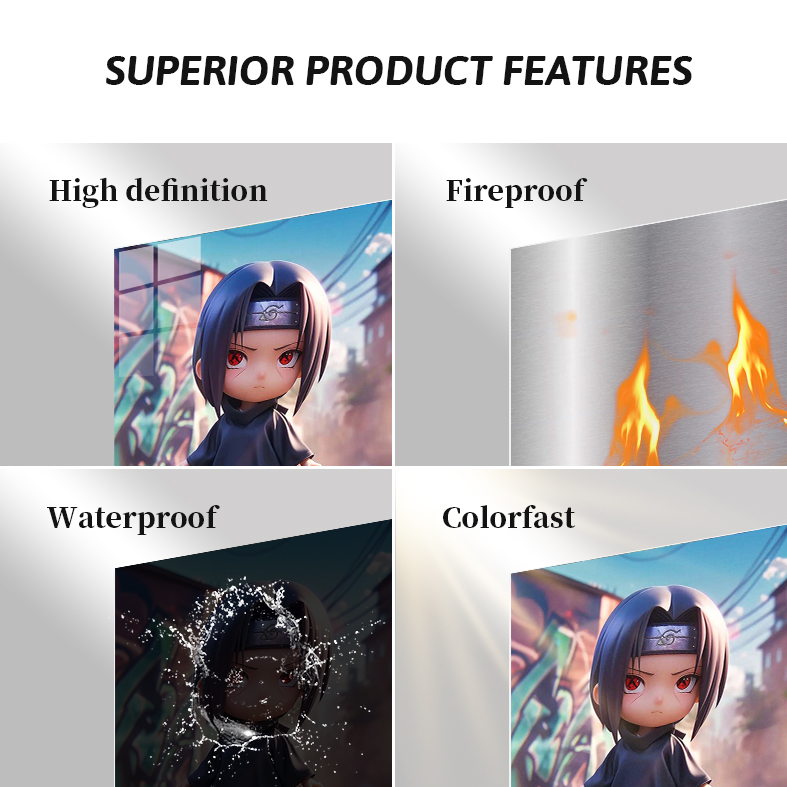 SUPERIOR PRODUCT FEATURES
High definition
Fireproof
Waterproof
Colorfast